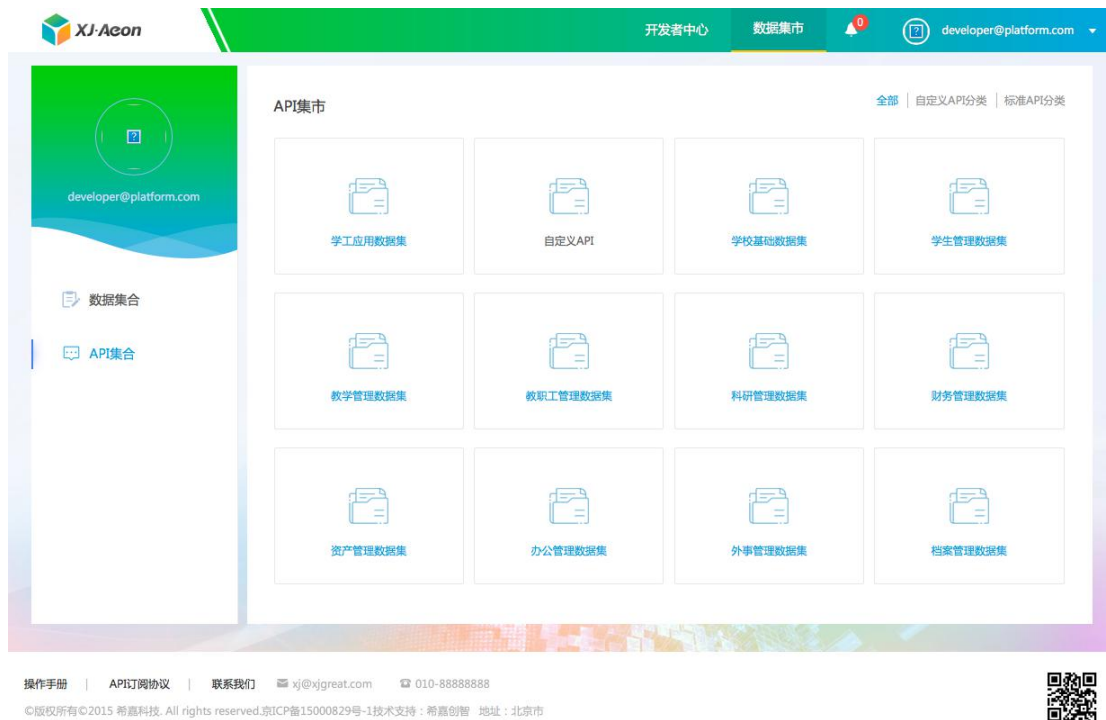 XJ-Aeon
开发者中心 数据集市 0 developer@platform.com
developer@platform.com
数据集合
API集合
API集市
全部 | 自定义API分类 | 标准API分类
学工应用数据集 自定义API 学校基础数据集 学生管理数据集
教学管理数据集 教职工管理数据集 科研管理数据集 财务管理数据集
资产管理数据集 办公管理数据集 外事管理数据集 档案管理数据集
操作手册 | API订阅协议 | 联系我们 xj@xjgreat.com 010-88888888
©版权所有©2015 希嘉科技. All rights reserved.京ICP备15000829号-1技术支持：希嘉创智 地址：北京市